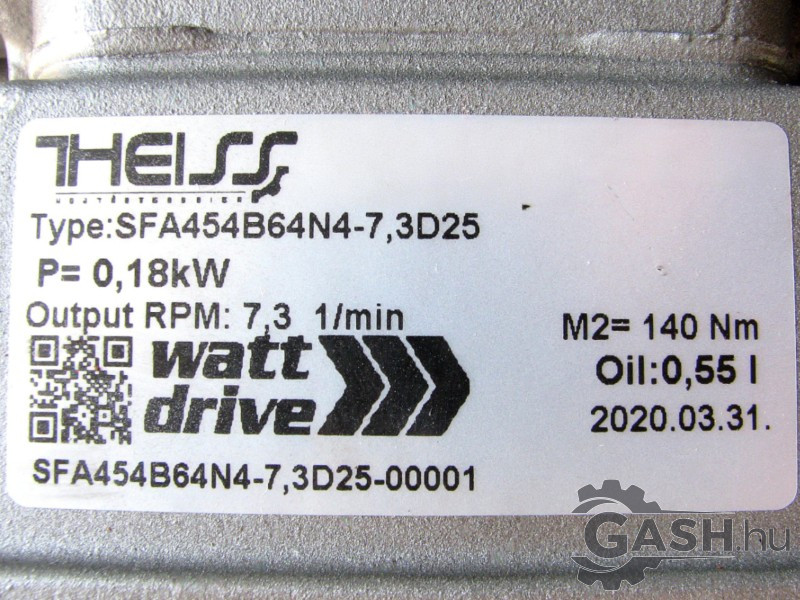 THEISS
HAJTÁSTECHNIKA
Type:SFA454B64N4-7,3D25
P= 0,18kW
Output RPM: 7,3 1/min
M2= 140 Nm
watt
drive
Oil:0,55 l
2020.03.31.
SFA454B64N4-7,3D25-00001
GASH.hu